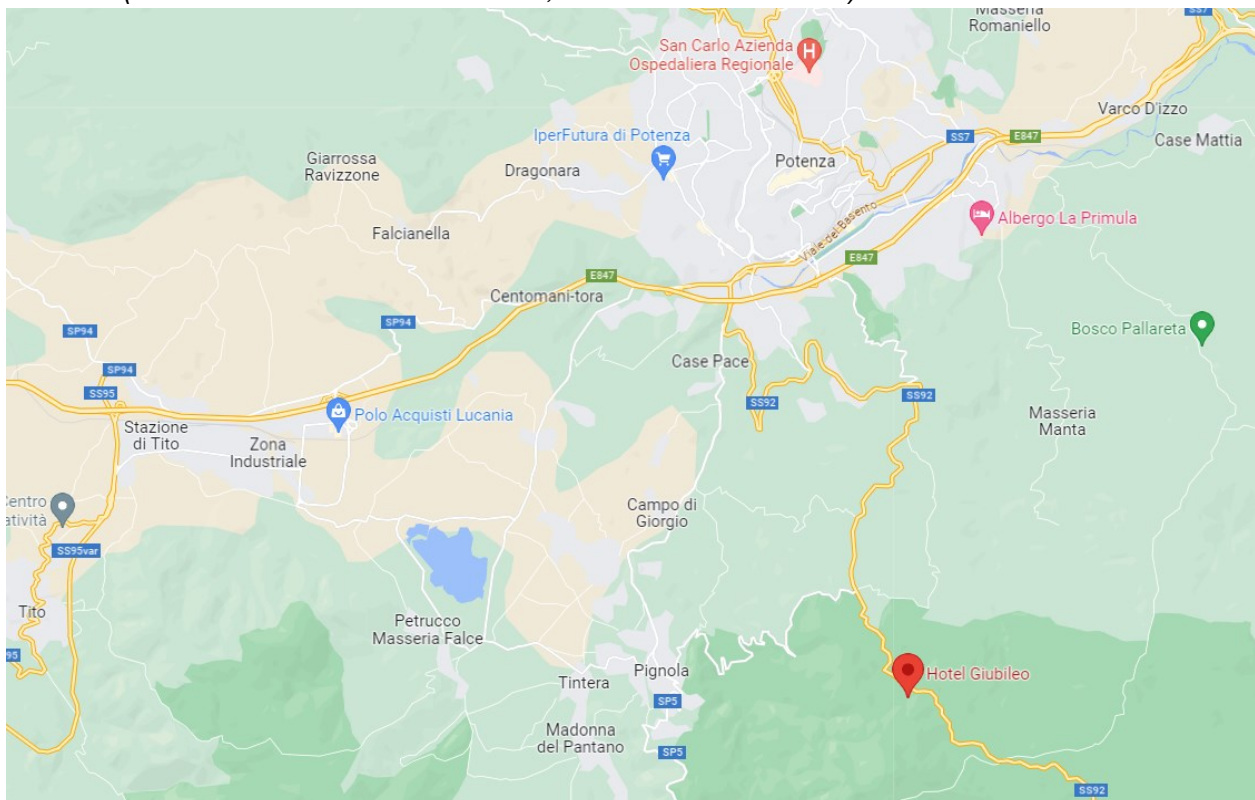 Masseria
Romaniello
SS7
San Carlo Azienda
Ospedaliera Regionale
H
Varco D'izzo
IperFutura di Potenza
SS7
E847
Case Mattia
Giarrossa
Ravizzone
Dragonara
Potenza
Albergo La Primula
Viale del Basento
Falcianella
E847
E847
Centomani-tora
SP94
SP94
Bosco Pallareta
Case Pace
SP94
SS95
SS92
SS92
Polo Acquisti Lucania
Masseria
Manta
Stazione
di Tito
Zona
Industriale
Centro
Campo di
Giorgio
SS95var
Tito
Petrucco
Masseria Falce
95
Pignola
Hotel Giubileo
Tintera
SP5
Madonna
del Pantano
SP5
SS92